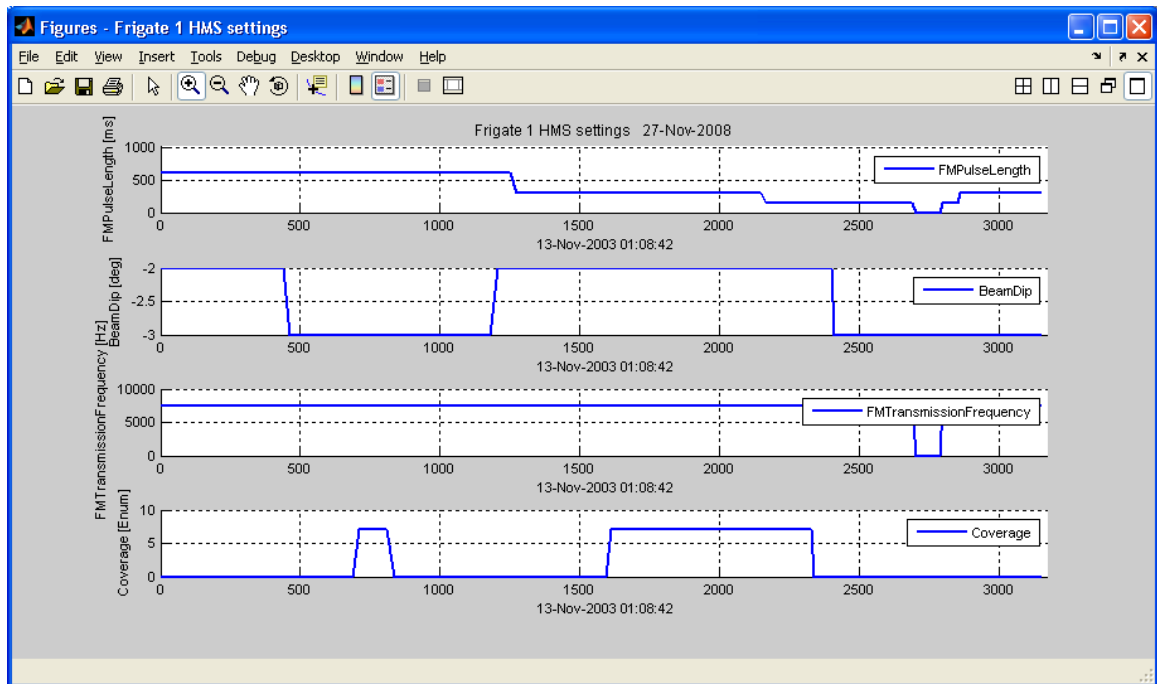 Figures - Frigate 1 HMS settings
File Edit View Insert Tools Debug Desktop Window Help
Frigate 1 HMS settings 27-Nov-2008
FMPulseLength [ms]
1000
500
0
FMPulseLength
0 500 1000 1500 2000 2500 3000
13-Nov-2003 01:08:42
BeamDip [deg]
-2
-2.5
-3
BeamDip
0 500 1000 1500 2000 2500 3000
13-Nov-2003 01:08:42
FMTransmissionFrequency [Hz]
10000
5000
0
FMTransmissionFrequency
0 500 1000 1500 2000 2500 3000
13-Nov-2003 01:08:42
Coverage [Enum]
10
5
0
Coverage
0 500 1000 1500 2000 2500 3000
13-Nov-2003 01:08:42